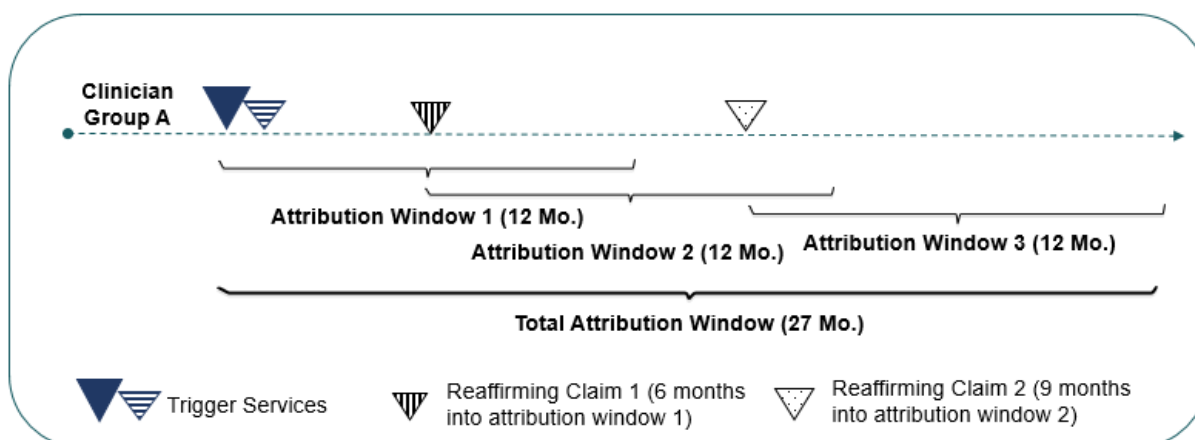 Clinician
Group A
Attribution Window 1 (12 Mo.)
Attribution Window 2 (12 Mo.)
Attribution Window 3 (12 Mo.)
Total Attribution Window (27 Mo.)
Trigger Services
Reaffirming Claim 1 (6 months
into attribution window 1)
Reaffirming Claim 2 (9 months
into attribution window 2)